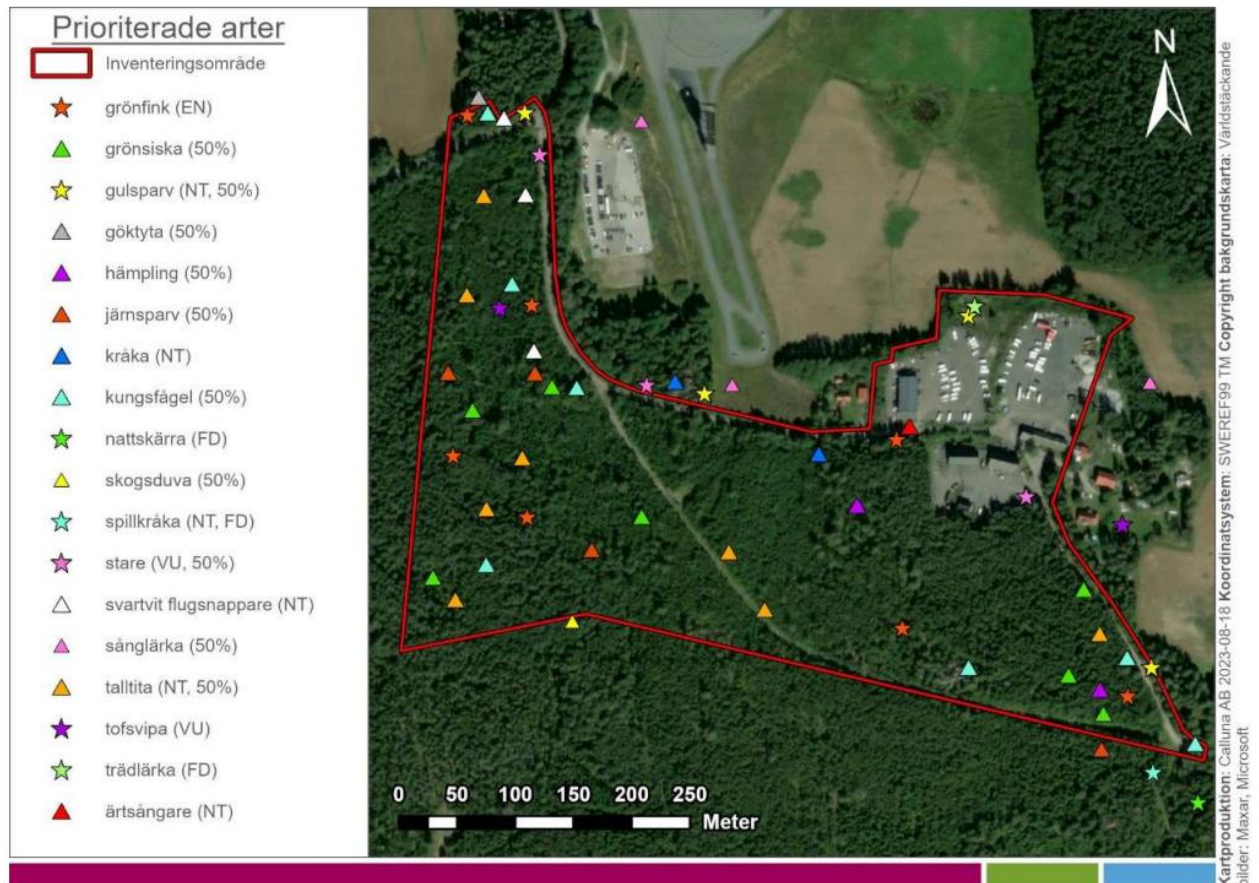 Prioriterade arter
Inventeringsområde
grönfink (EN)
grönsiska (50%)
gulsparv (NT, 50%)
göktyta (50%)
hämpling (50%)
järnsparv (50%)
kråka (NT)
kungsfågel (50%)
nattskärra (FD)
skogsduva (50%)
spillkråka (NT, FD)
stare (VU, 50%)
svartvit flugsnappare (NT)
sånglärka (50%)
talltita (NT, 50%)
tofsvipa (VU)
trädlärka (FD)
ärtsångare (NT)
N
0 50 100 150 200 250
Meter
Kartproduktion: Calluna AB 2023-08-18 Koordinatsystem: SWEREF99 TM Copyright bakgrundskarta: Världstäckande
bilder: Maxar, Microsoft